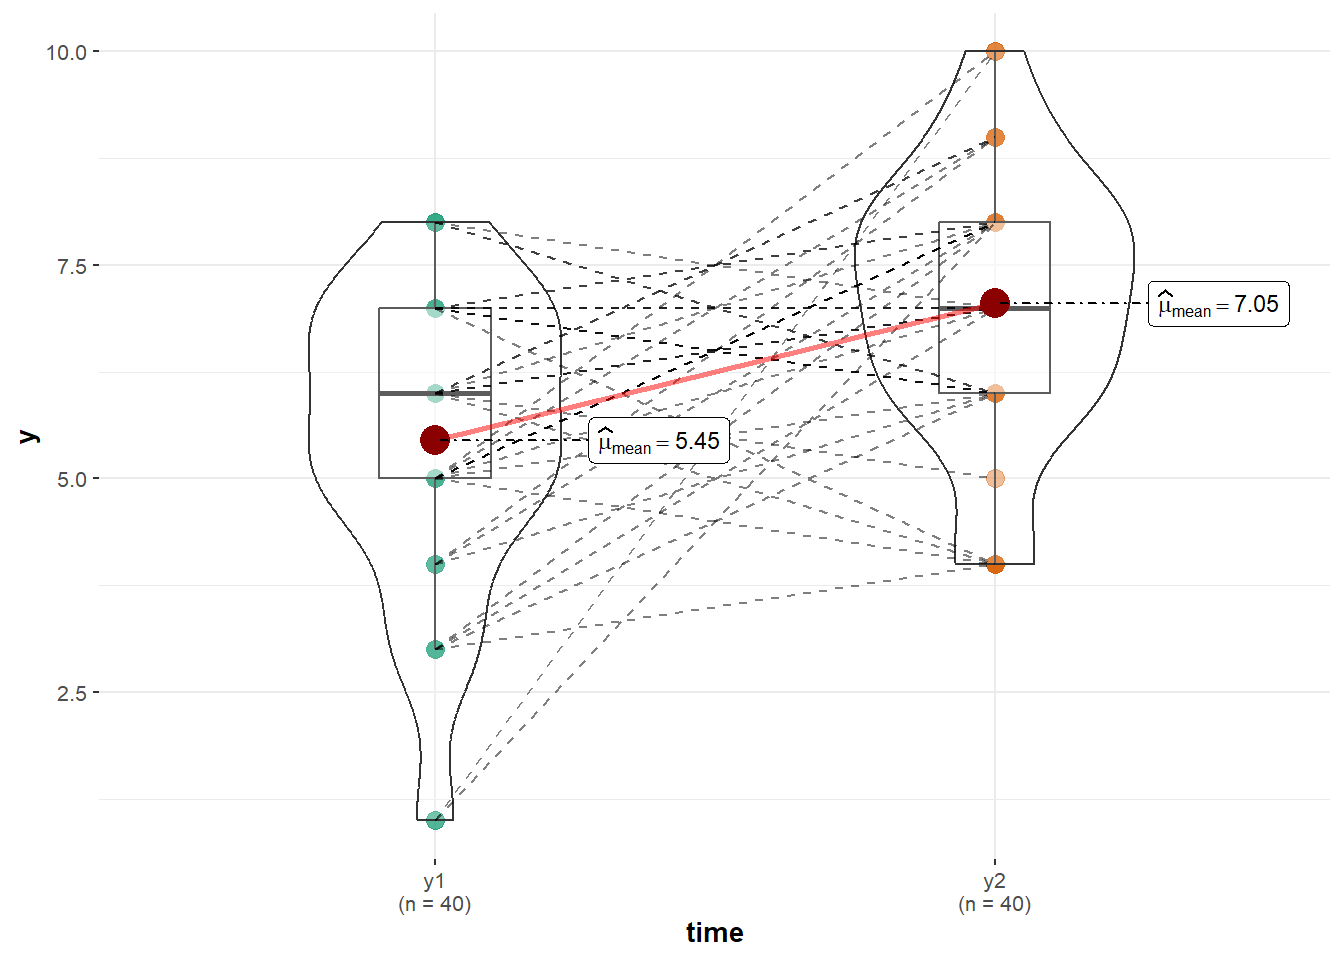 10.0
7.5
5.0
2.5
y
μ̂mean = 7.05
μ̂mean = 5.45
y1
(n = 40)
y2
(n = 40)
time